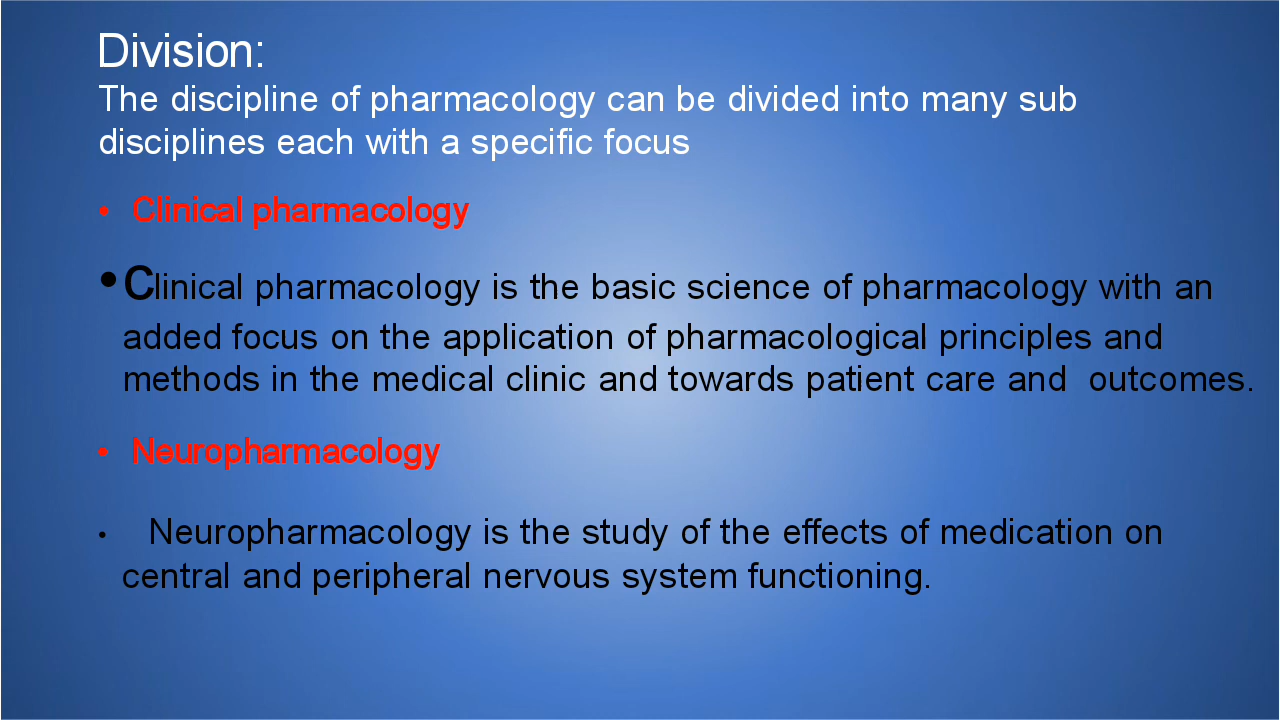 Division:
The discipline of pharmacology can be divided into many sub
disciplines each with a specific focus
• Clinical pharmacology
• Clinical pharmacology is the basic science of pharmacology with an
added focus on the application of pharmacological principles and
methods in the medical clinic and towards patient care and outcomes.
• Neuropharmacology
• Neuropharmacology is the study of the effects of medication on
central and peripheral nervous system functioning.